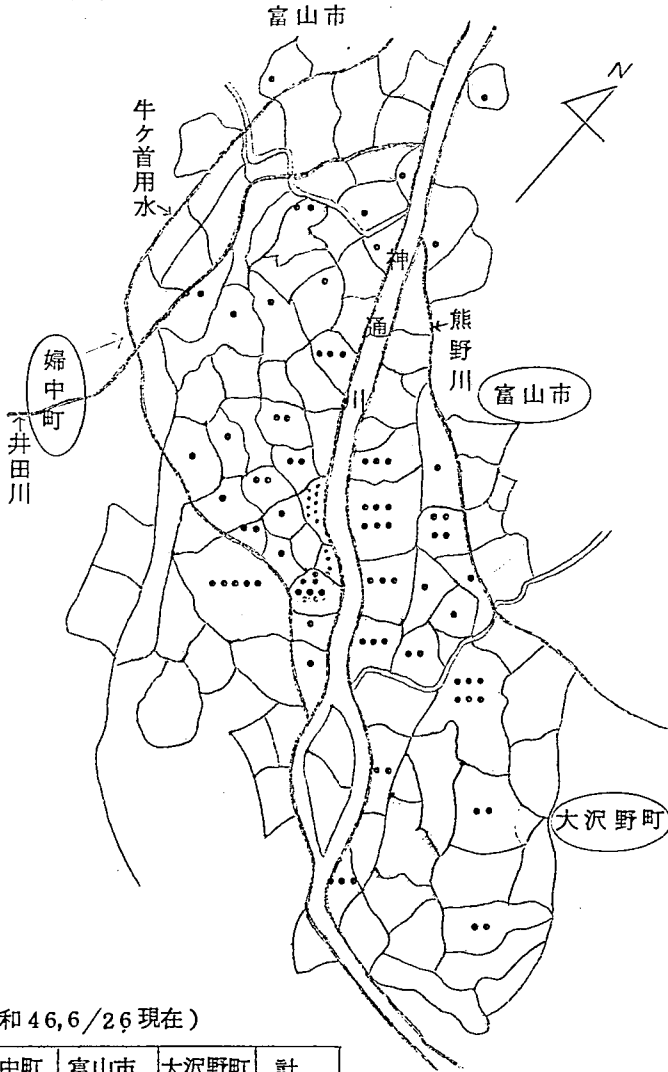 富山市
N
牛ケ首用水
神通川
熊野川
婦中町
富山市
井田川
大沢野町
和46,6/26現在)
中町 富山市 大沢野町 計